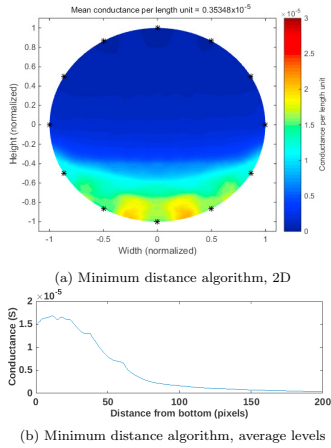 Mean conductance per length unit = 0.35348x10-5
×10-5
3
2.5
2
1.5
1
0.5
0
Conductance per length unit
1
0.8
0.6
0.4
0.2
0
-0.2
-0.4
-0.6
-0.8
-1
Height (normalized)
-1 -0.5 0 0.5 1
Width (normalized)
(a) Minimum distance algorithm, 2D
×10-5
2
1.5
1
0.5
0
Conductance (S)
0 50 100 150 200
Distance from bottom (pixels)
(b) Minimum distance algorithm, average levels